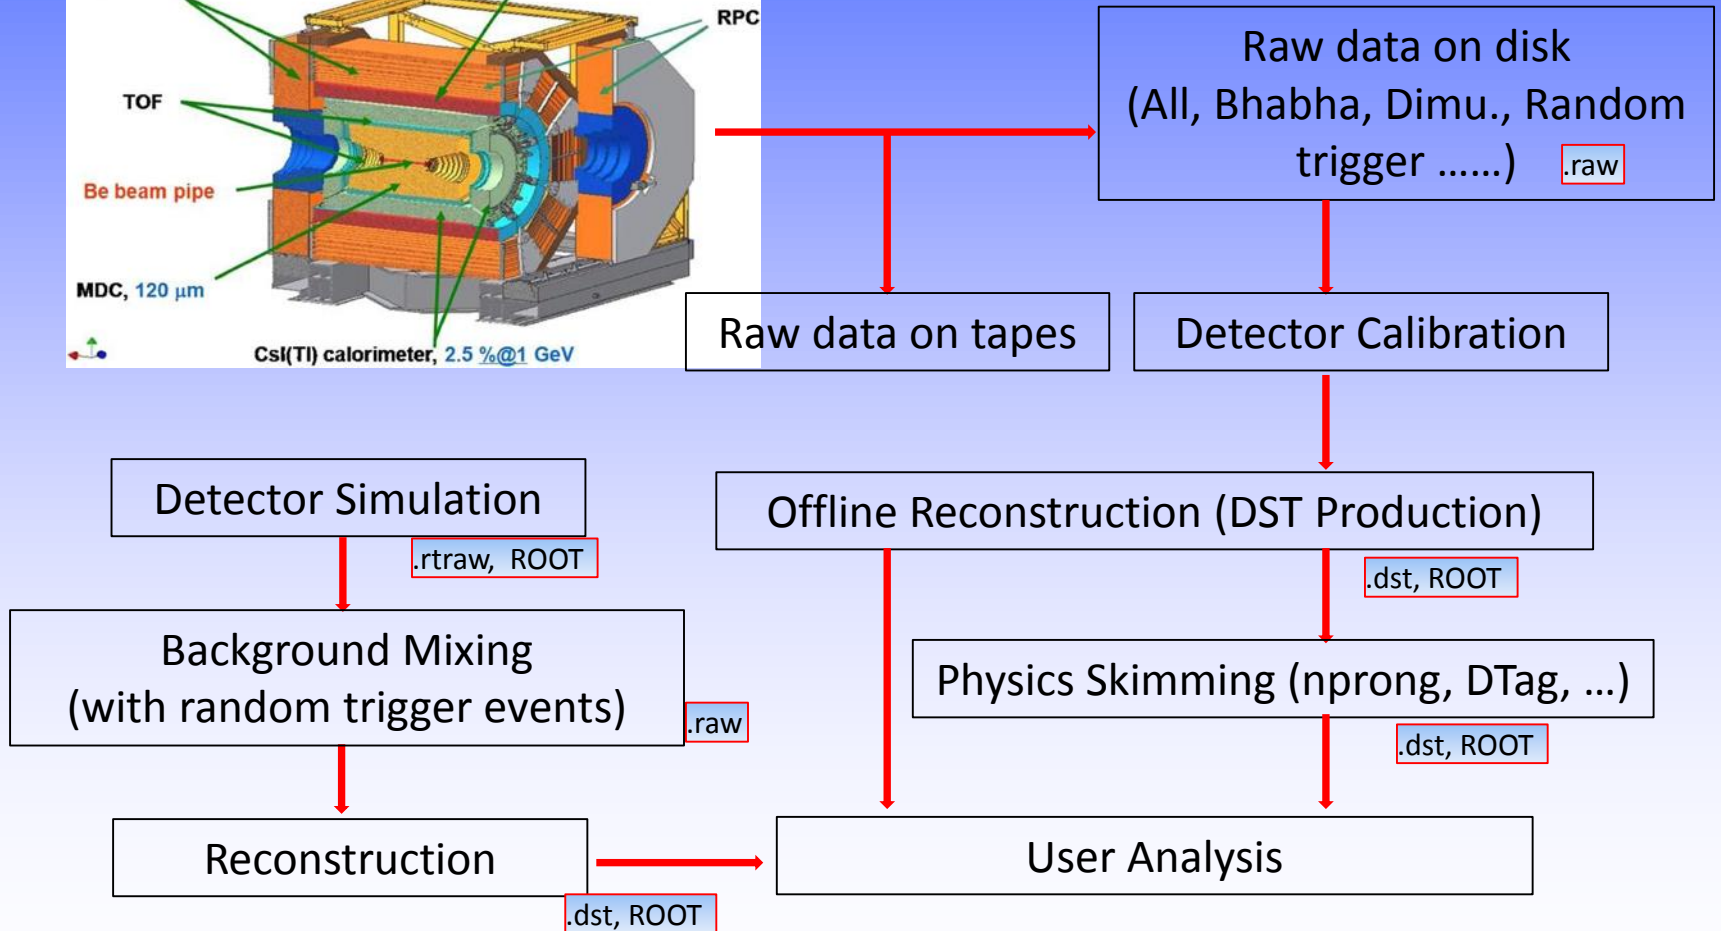 RPC
TOF
Be beam pipe
MDC, 120 μm
CsI(Tl) calorimeter, 2.5 %@1 GeV
Raw data on disk
(All, Bhabha, Dimu., Random
trigger ......)
.raw
Raw data on tapes
Detector Calibration
Detector Simulation
.rtraw, ROOT
Offline Reconstruction (DST Production)
.dst, ROOT
Background Mixing
(with random trigger events)
.raw
Physics Skimming (nprong, DTag, ...)
.dst, ROOT
Reconstruction
.dst, ROOT
User Analysis